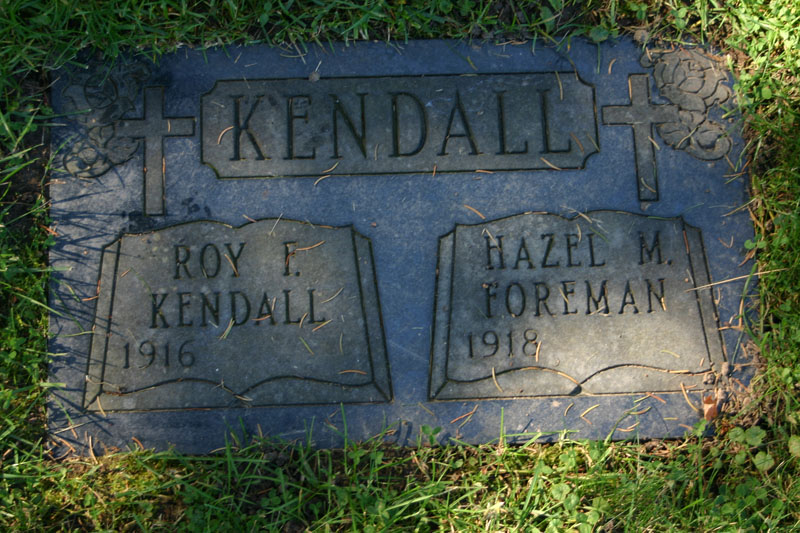 KENDALL
ROY F.
KENDALL
1916
HAZEL M.
FOREMAN
1918